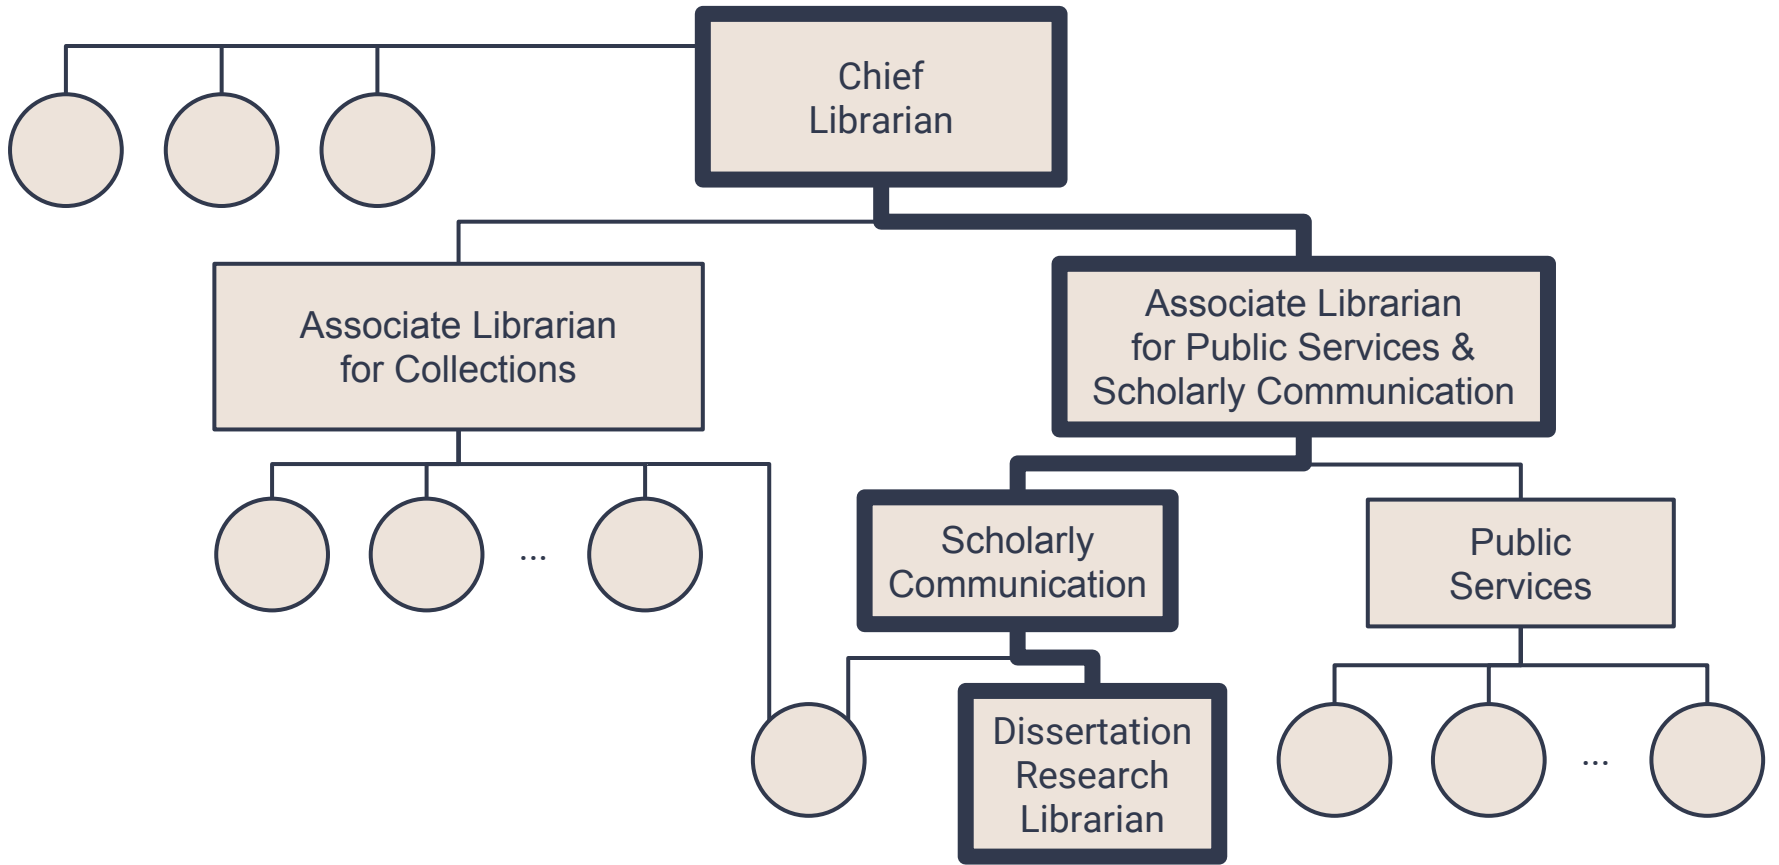 Chief
Librarian
Associate Librarian
for Collections
Associate Librarian
for Public Services &
Scholarly Communication
...
Scholarly
Communication
Public
Services
Dissertation
Research
Librarian
...